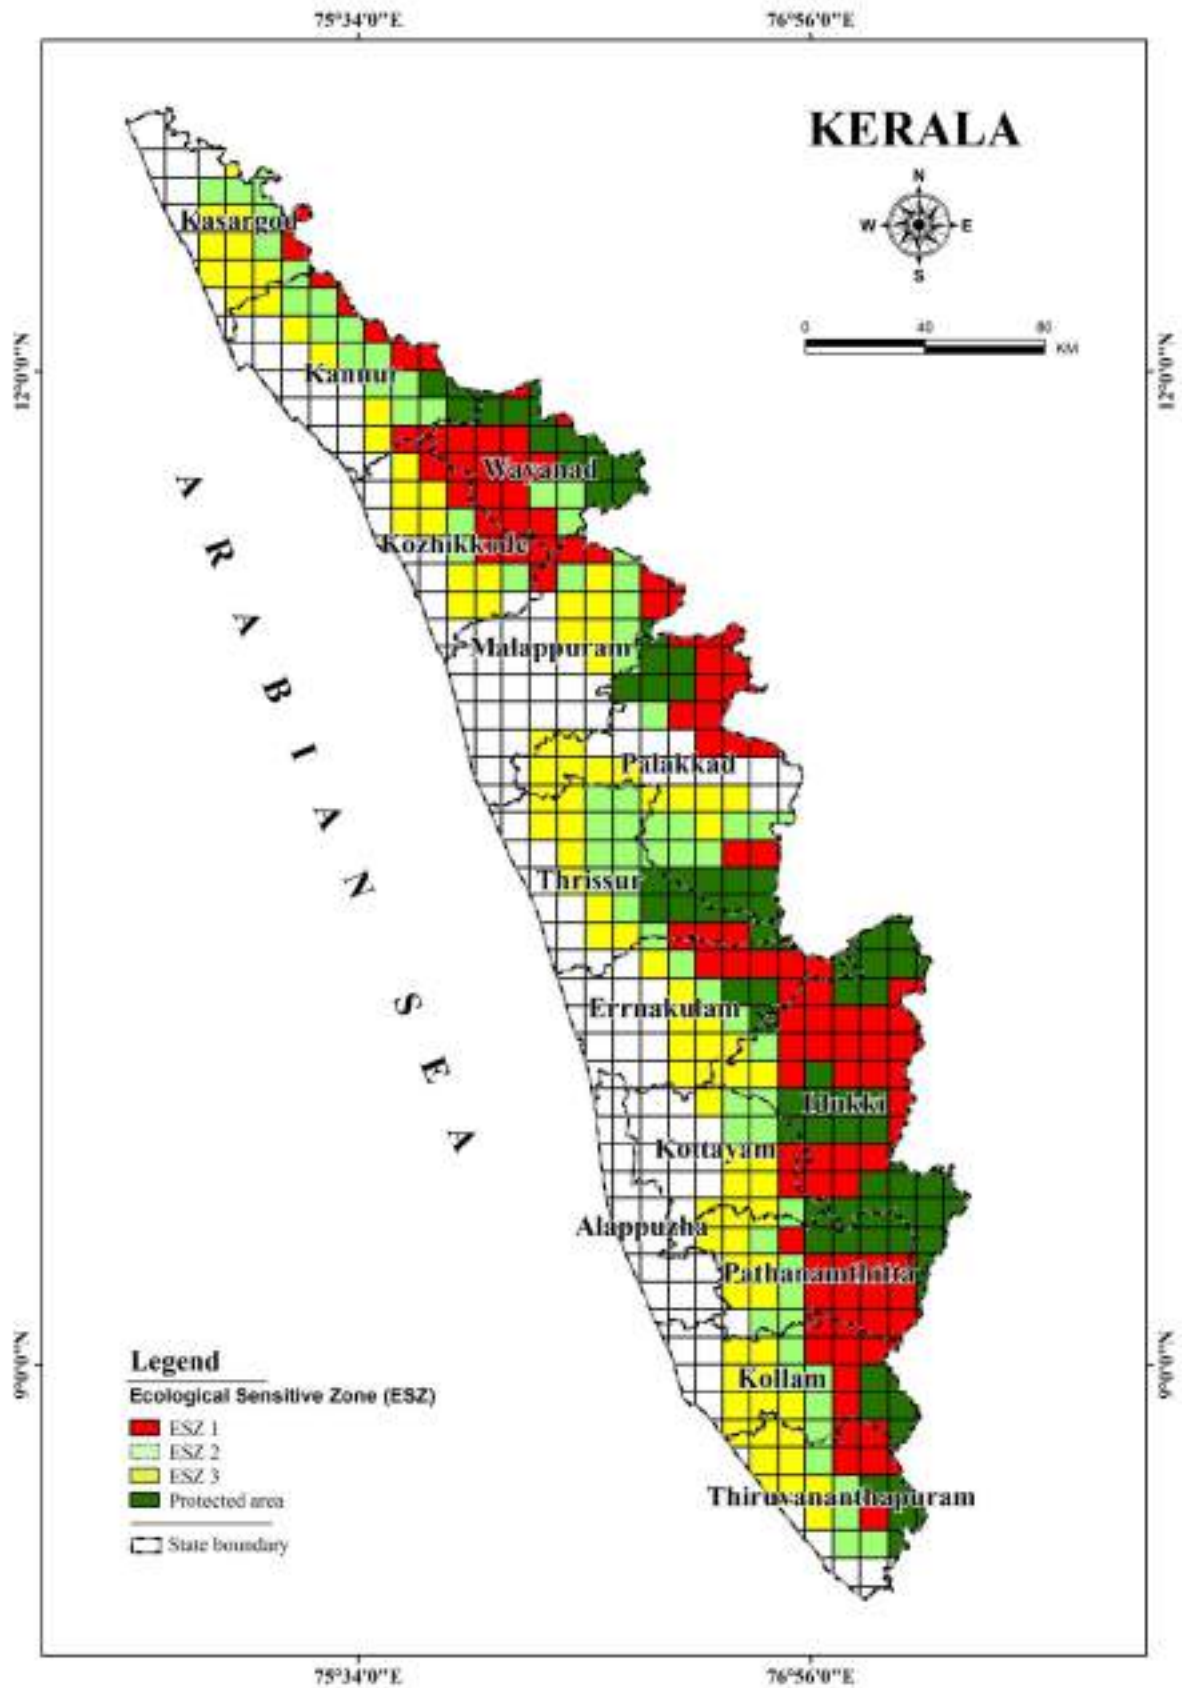 75°34'0"E 76°56'0"E
KERALA
N
W E
S
0 40 80
KM
12°0'0"N 12°0'0"N
Kasargod
Kannur
Wayanad
Kozhikkode
Malappuram
Palakkad
Thrissur
Errnakulam
Idukki
Kottayam
Alappuzha
Pathanamthitta
Kollam
Thiruvananthapuram
ARABIAN SEA
9°0'0"N 9°0'0"N
Legend
Ecological Sensitive Zone (ESZ)
ESZ 1
ESZ 2
ESZ 3
Protected area
State boundary
75°34'0"E 76°56'0"E